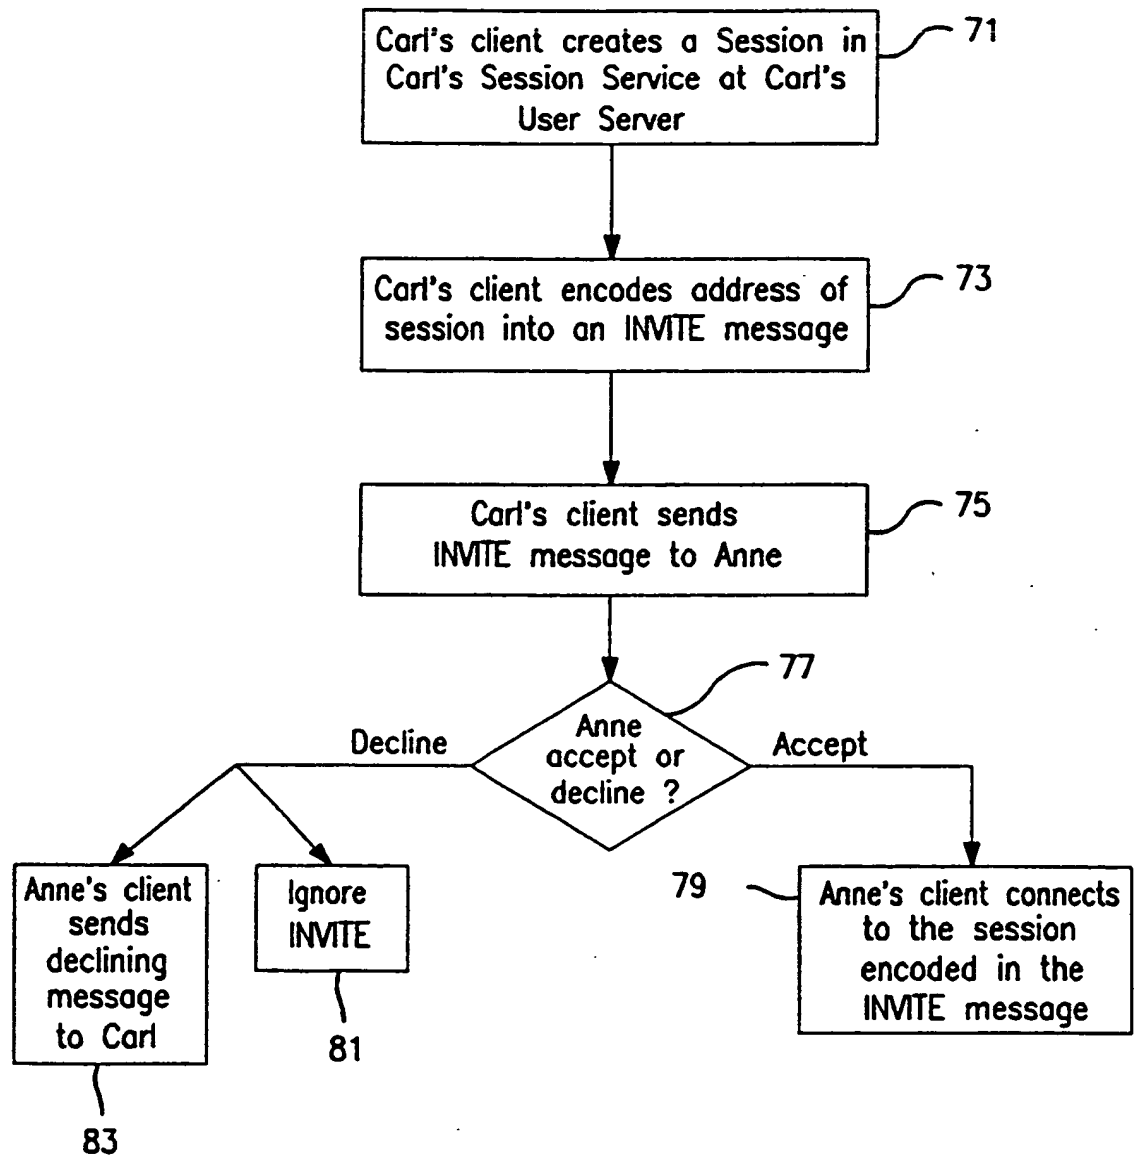 Carl's client creates a Session in
Carl's Session Service at Carl's
User Server
71
Carl's client encodes address of
session into an INVITE message
73
Carl's client sends
INVITE message to Anne
75
77
Anne
accept or
decline ?
Decline
Accept
Anne's client
sends
declining
message
to Carl
83
Ignore
INVITE
81
79
Anne's client connects
to the session
encoded in the
INVITE message